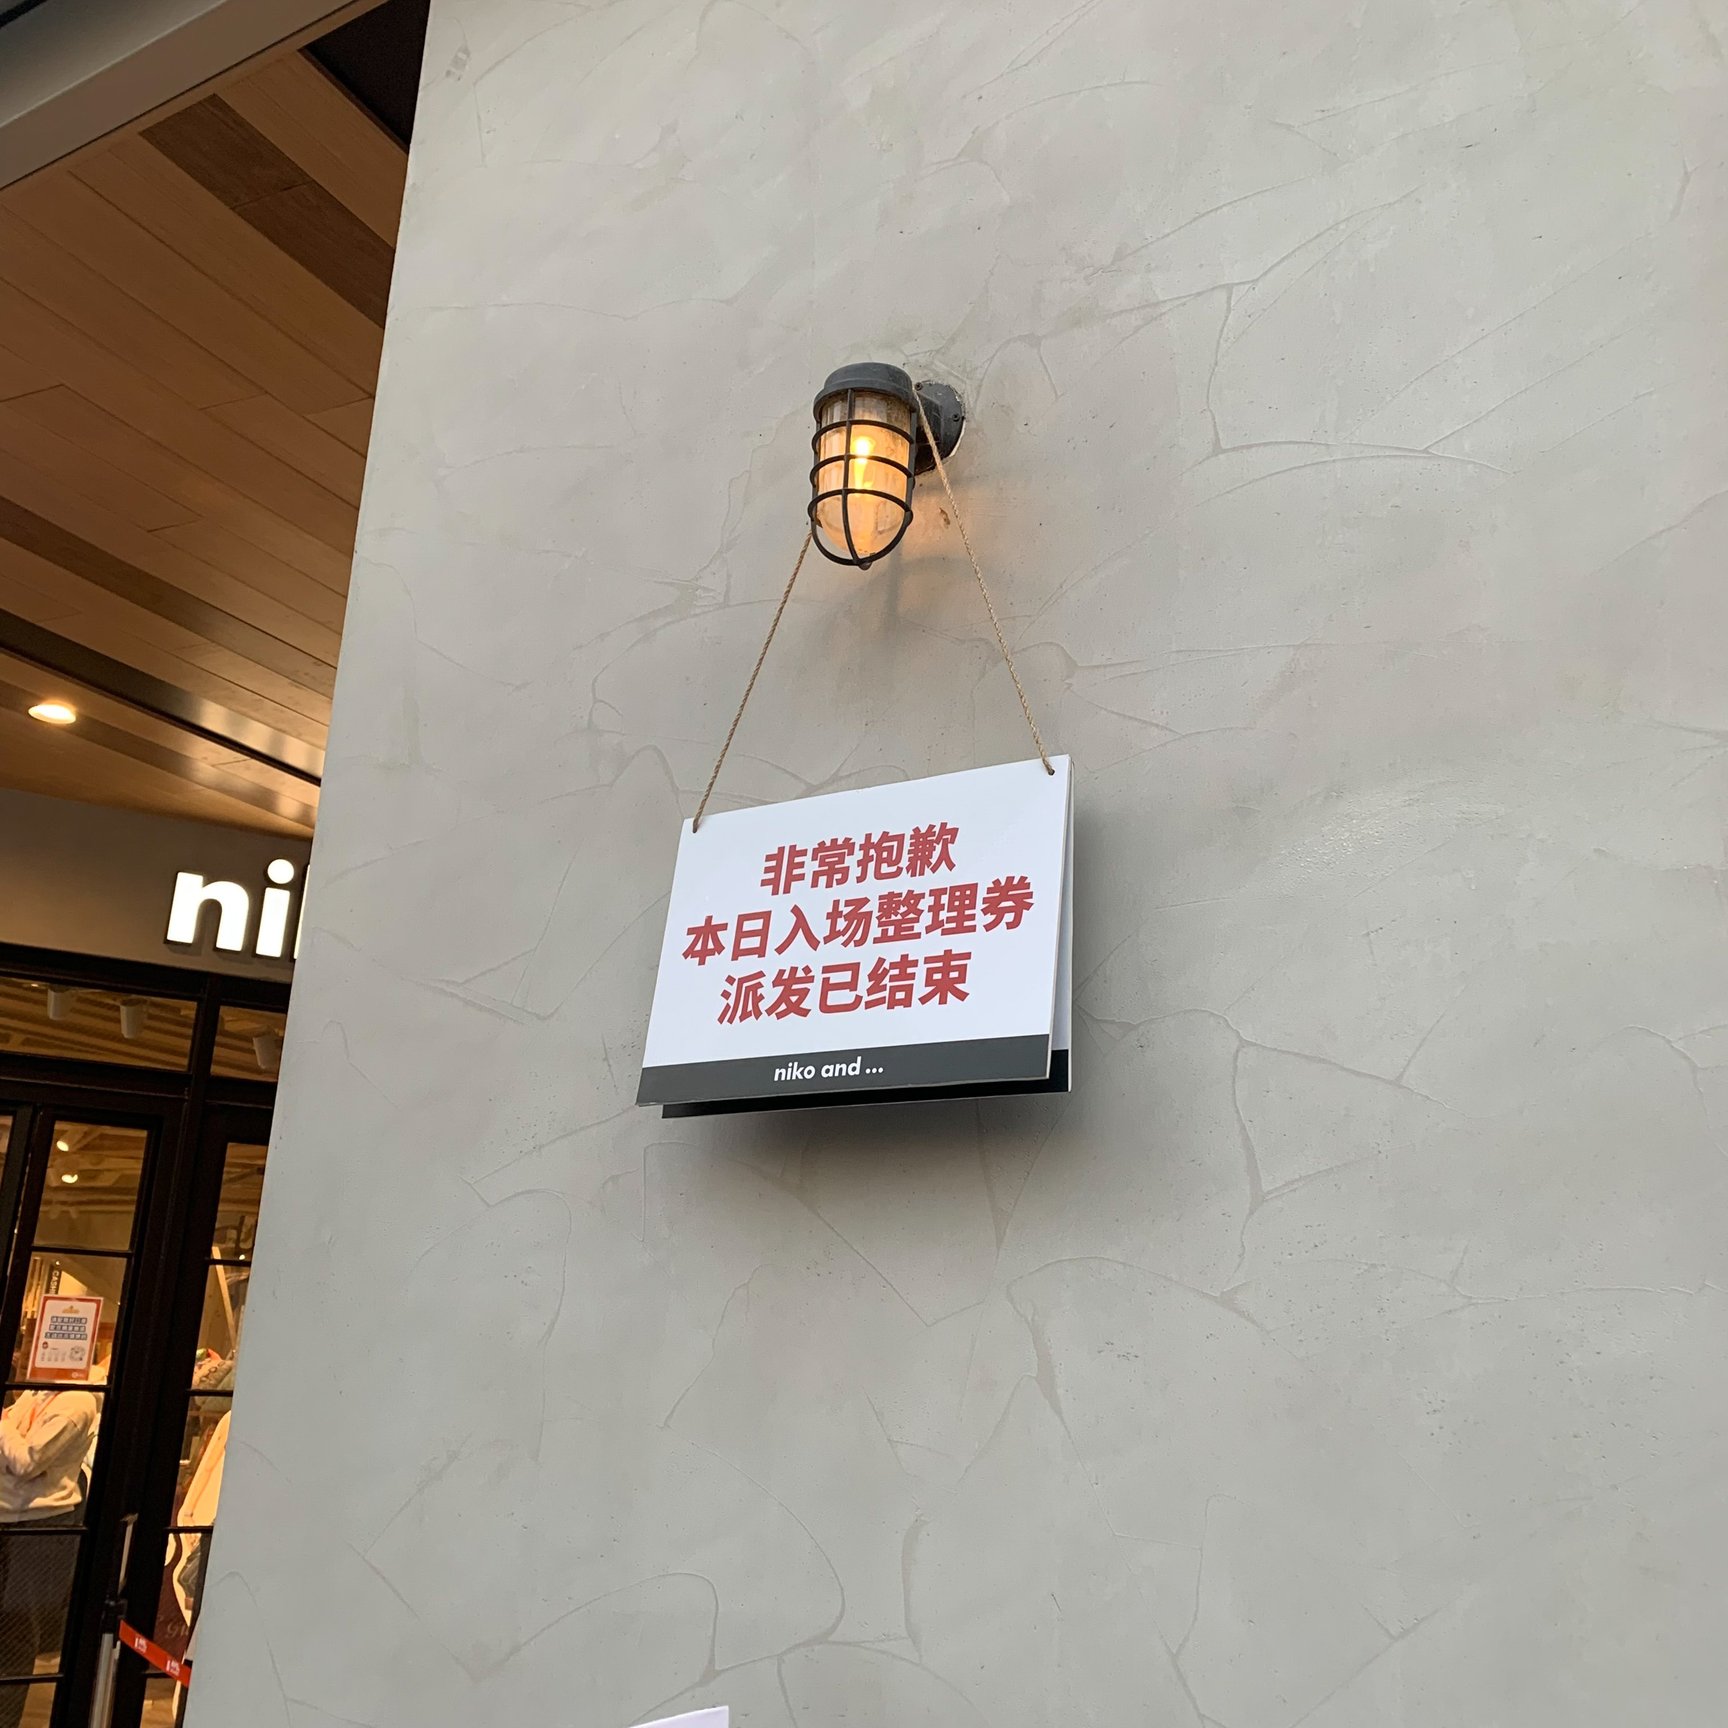 非常抱歉
本日入场整理券
派发已结束
niko and ...
ni